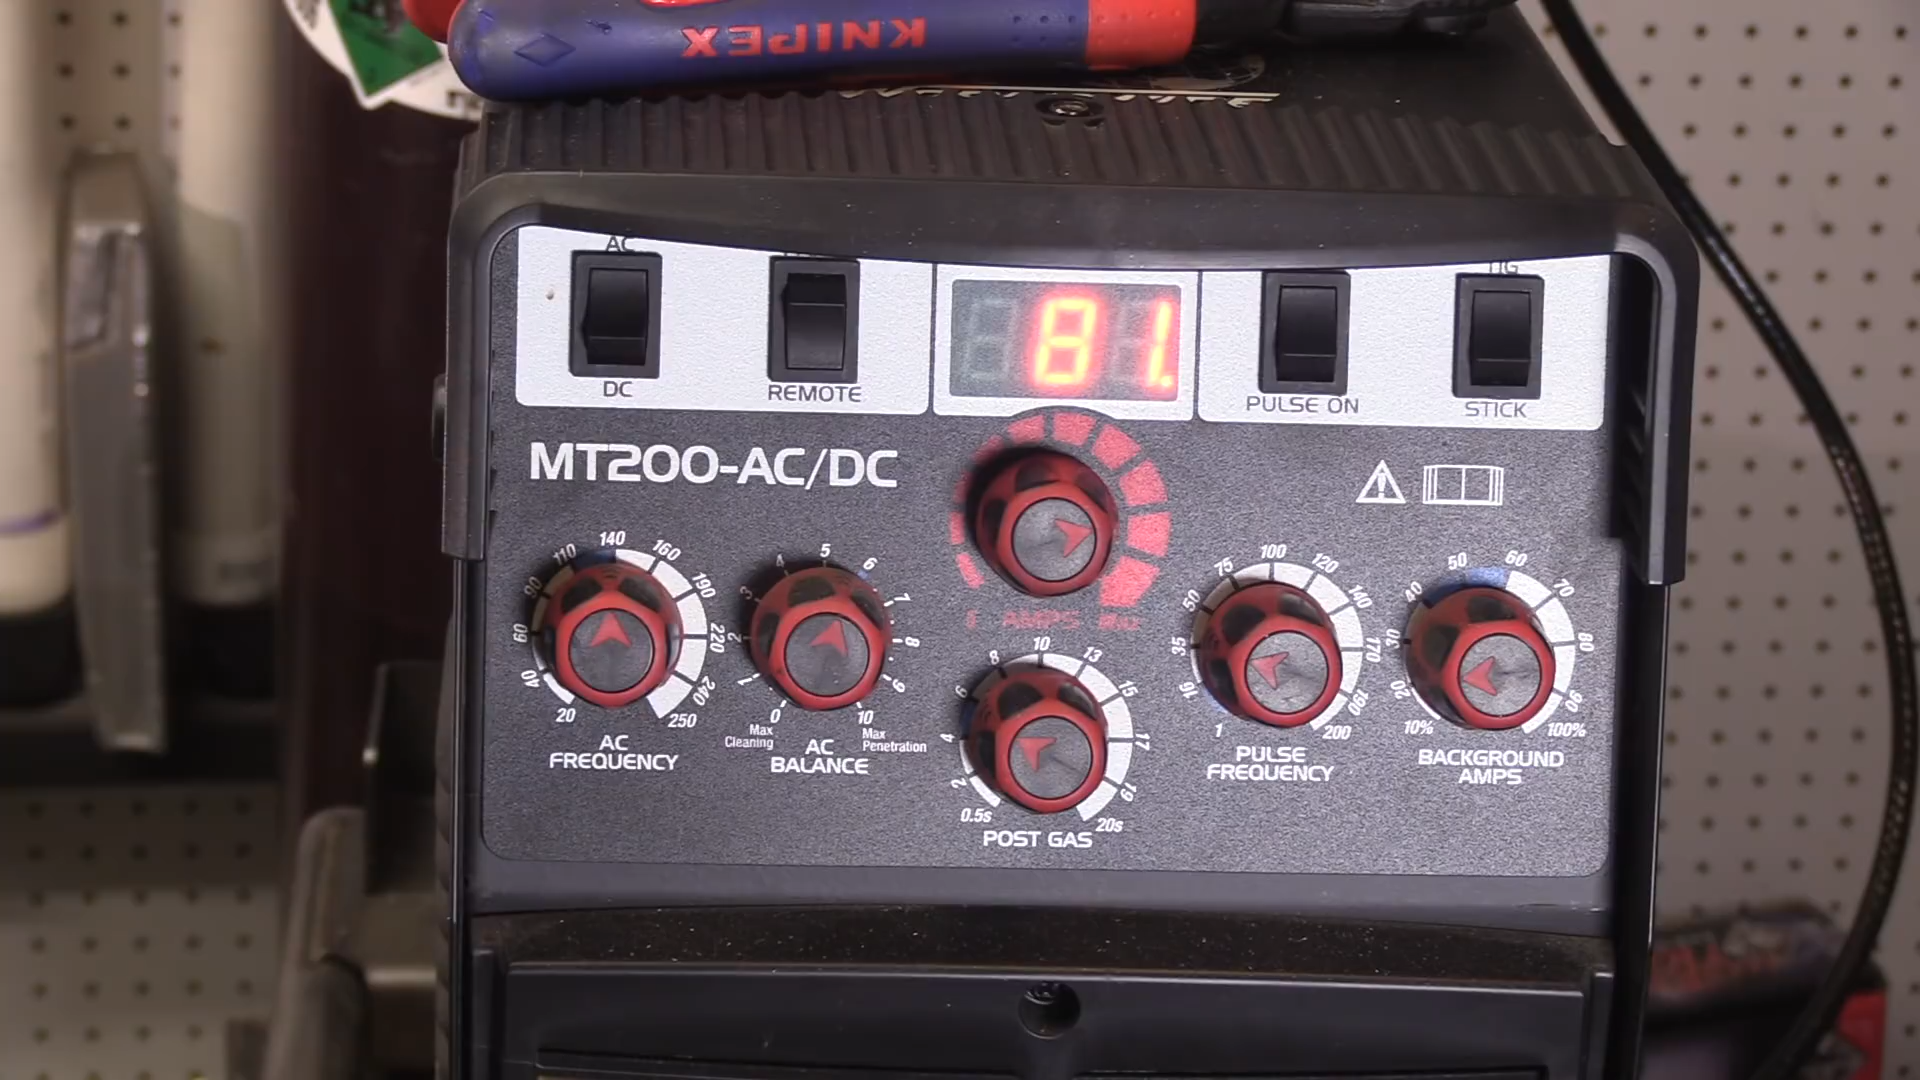 KNIPEX
AC
DC
REMOTE
81.
PULSE ON
TIG
STICK
MT200-AC/DC
AMPS
20
40
60
90
110
140
160
190
220
240
250
AC
FREQUENCY
0
1
2
3
4
5
6
7
8
9
10
Max
Cleaning
Max
Penetration
AC
BALANCE
0.5s
2
4
6
8
10
13
15
17
19
20s
POST GAS
1
16
35
50
75
100
120
140
170
190
200
PULSE
FREQUENCY
10%
20
30
40
50
60
70
80
90
100%
BACKGROUND
AMPS